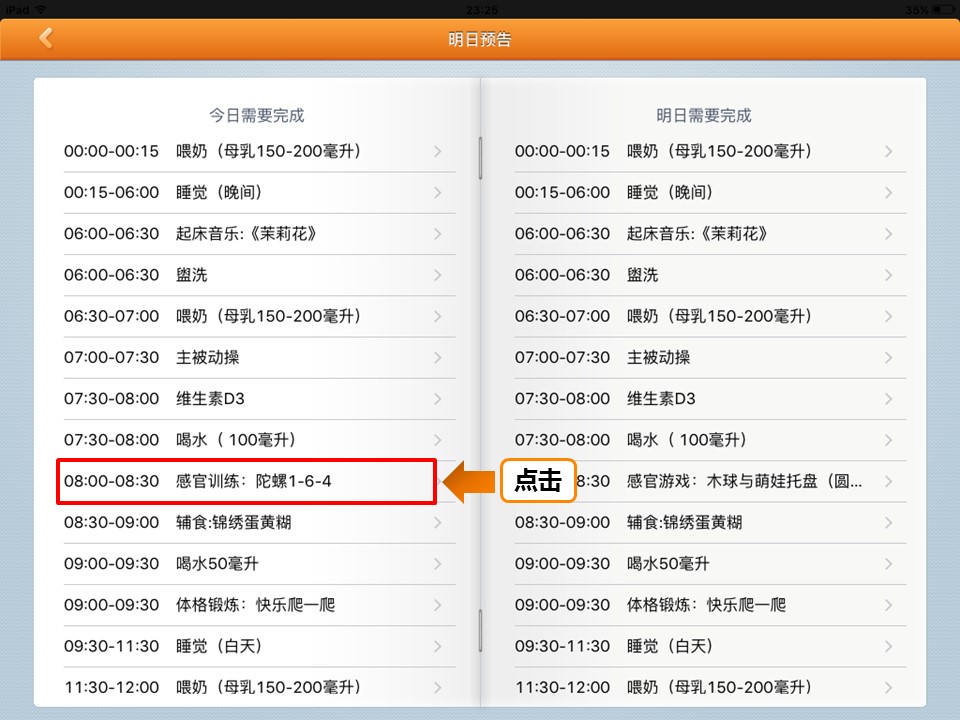 iPad
23:25
35%
明日预告
今日需要完成
00:00-00:15 喂奶（母乳150-200毫升）
00:15-06:00 睡觉（晚间）
06:00-06:30 起床音乐:《茉莉花》
06:00-06:30 盥洗
06:30-07:00 喂奶（母乳150-200毫升）
07:00-07:30 主被动操
07:30-08:00 维生素D3
07:30-08:00 喝水（ 100毫升）
08:00-08:30 感官训练：陀螺1-6-4
08:30-09:00 辅食:锦绣蛋黄糊
09:00-09:30 喝水50毫升
09:00-09:30 体格锻炼：快乐爬一爬
09:30-11:30 睡觉（白天）
11:30-12:00 喂奶（母乳150-200毫升）
点击
明日需要完成
00:00-00:15 喂奶（母乳150-200毫升）
00:15-06:00 睡觉（晚间）
06:00-06:30 起床音乐:《茉莉花》
06:00-06:30 盥洗
06:30-07:00 喂奶（母乳150-200毫升）
07:00-07:30 主被动操
07:30-08:00 维生素D3
07:30-08:00 喝水（ 100毫升）
8:30 感官游戏：木球与萌娃托盘（圆...
08:30-09:00 辅食:锦绣蛋黄糊
09:00-09:30 喝水50毫升
09:00-09:30 体格锻炼：快乐爬一爬
09:30-11:30 睡觉（白天）
11:30-12:00 喂奶（母乳150-200毫升）